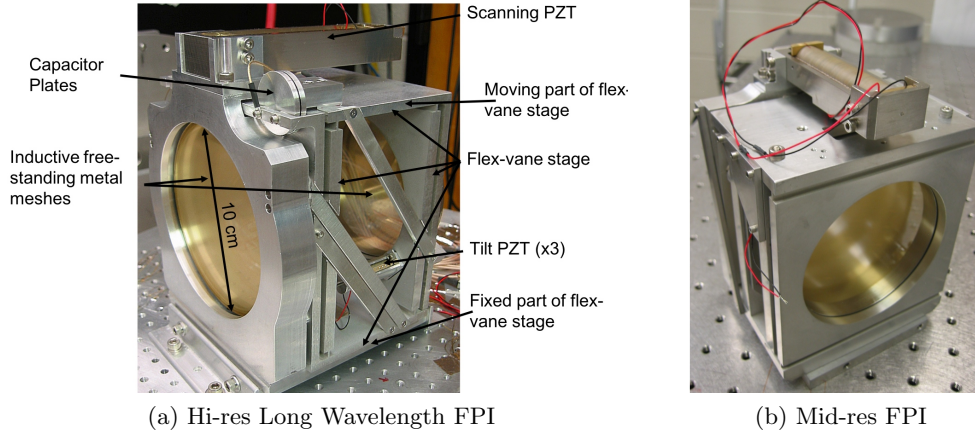 Scanning PZT
Capacitor
Plates
Moving part of flex-
vane stage
Inductive free-
standing metal
meshes
Flex-vane stage
10 cm
Tilt PZT (x3)
Fixed part of flex-
vane stage
(a) Hi-res Long Wavelength FPI
(b) Mid-res FPI